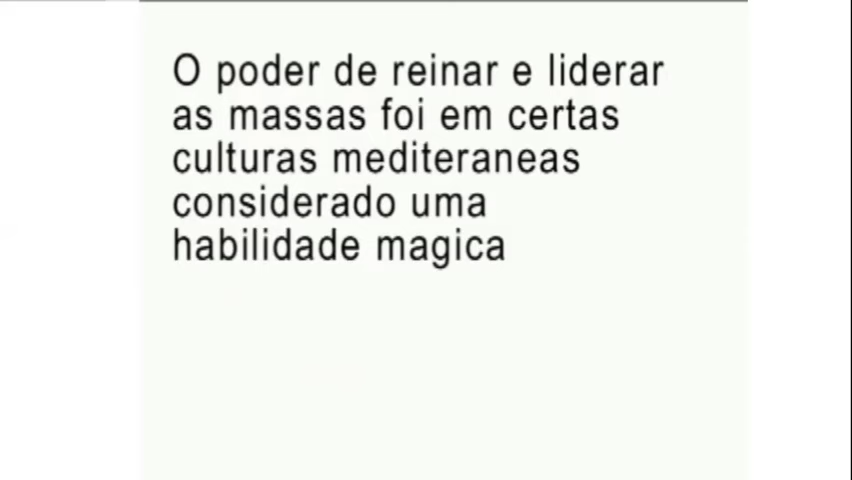 O poder de reinar e liderar
as massas foi em certas
culturas mediteraneas
considerado uma
habilidade magica